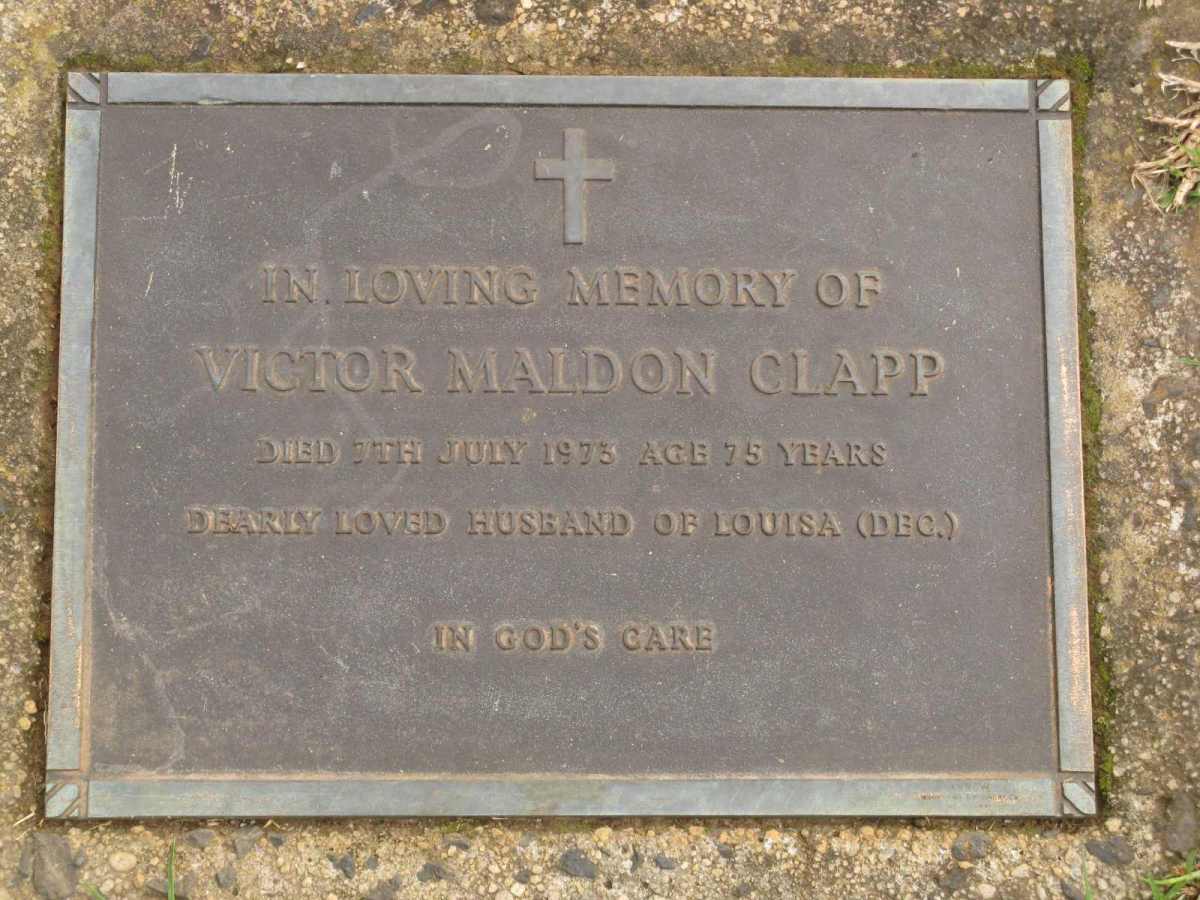 IN LOVING MEMORY OF
VICTOR MALDON CLAPP
DIED 7TH JULY 1973 AGE 75 YEARS
DEARLY LOVED HUSBAND OF LOUISA (DEC.)
IN GOD'S CARE